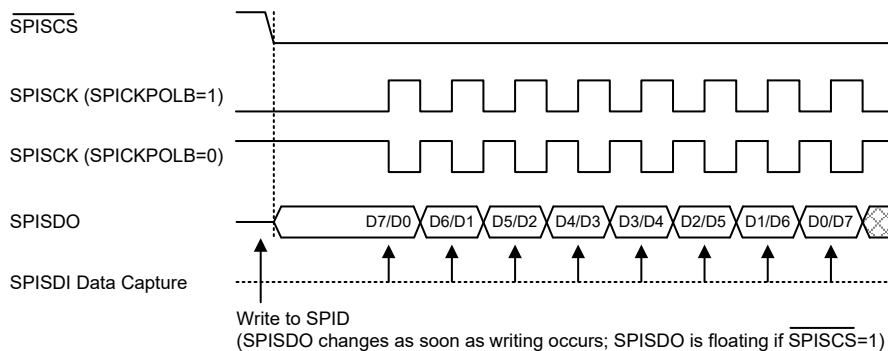 SPISCS
SPISCK (SPICKPOLB=1)
SPISCK (SPICKPOLB=0)
SPISDO
D7/D0 D6/D1 D5/D2 D4/D3 D3/D4 D2/D5 D1/D6 D0/D7
SPISDI Data Capture
Write to SPID
(SPISDO changes as soon as writing occurs; SPISDO is floating if SPISCS=1)